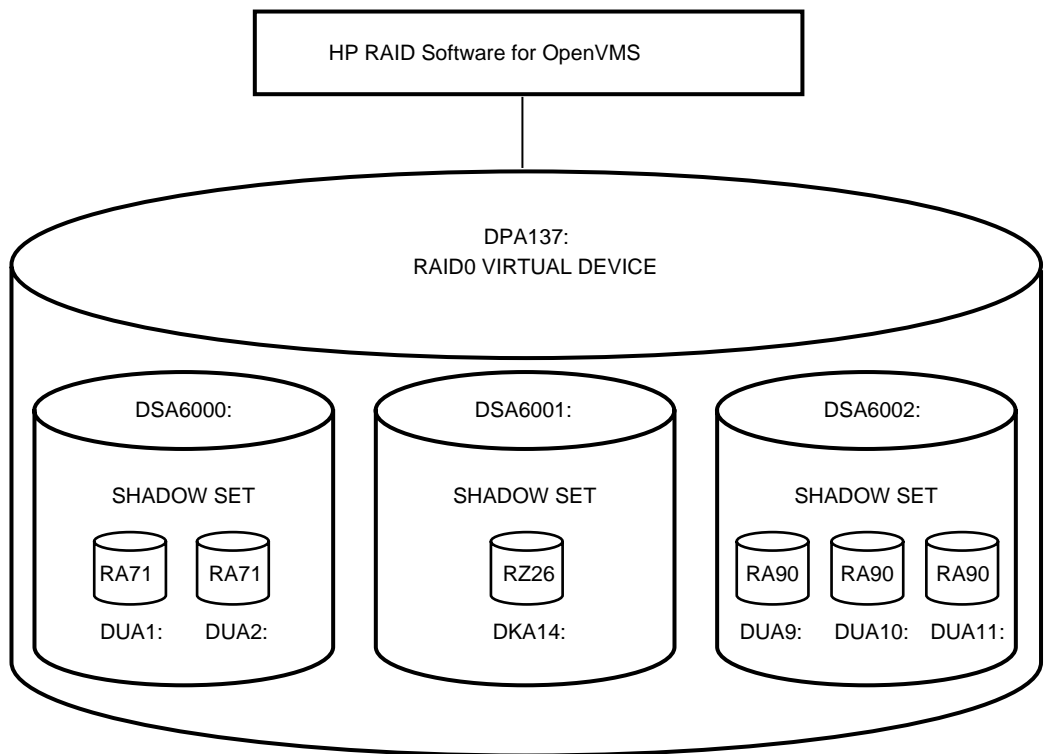 HP RAID Software for OpenVMS
DPA137:
RAID0 VIRTUAL DEVICE
DSA6000:
SHADOW SET
RA71 RA71
DUA1: DUA2:
DSA6001:
SHADOW SET
RZ26
DKA14:
DSA6002:
SHADOW SET
RA90 RA90 RA90
DUA9: DUA10: DUA11: